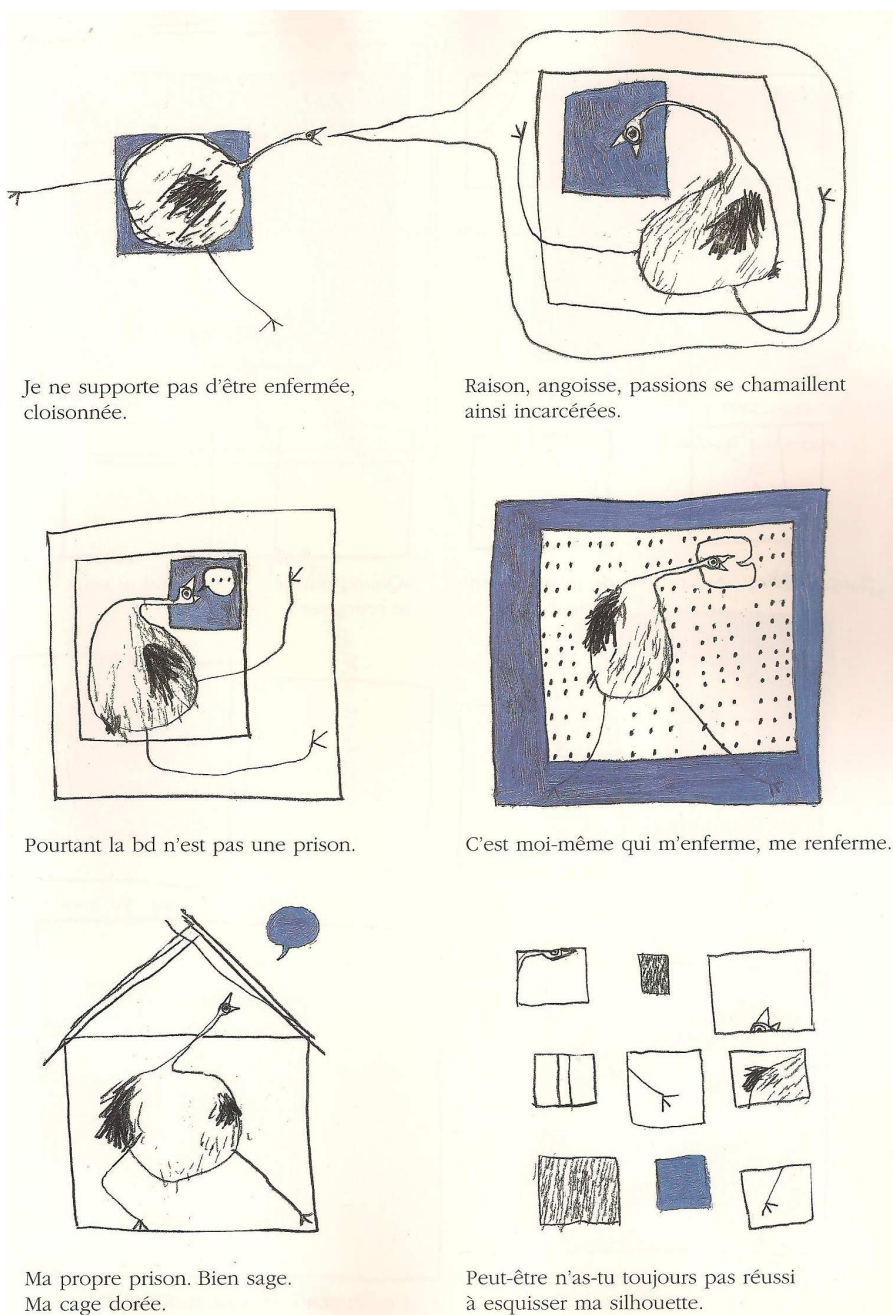 Je ne supporte pas d'être enfermée,
cloisonnée.
Raison, angoisse, passions se chamaillent
ainsi incarcérées.
...
Pourtant la bd n'est pas une prison.
C'est moi-même qui m'enferme, me renferme.
Ma propre prison. Bien sage.
Ma cage dorée.
Peut-être n'as-tu toujours pas réussi
à esquisser ma silhouette.